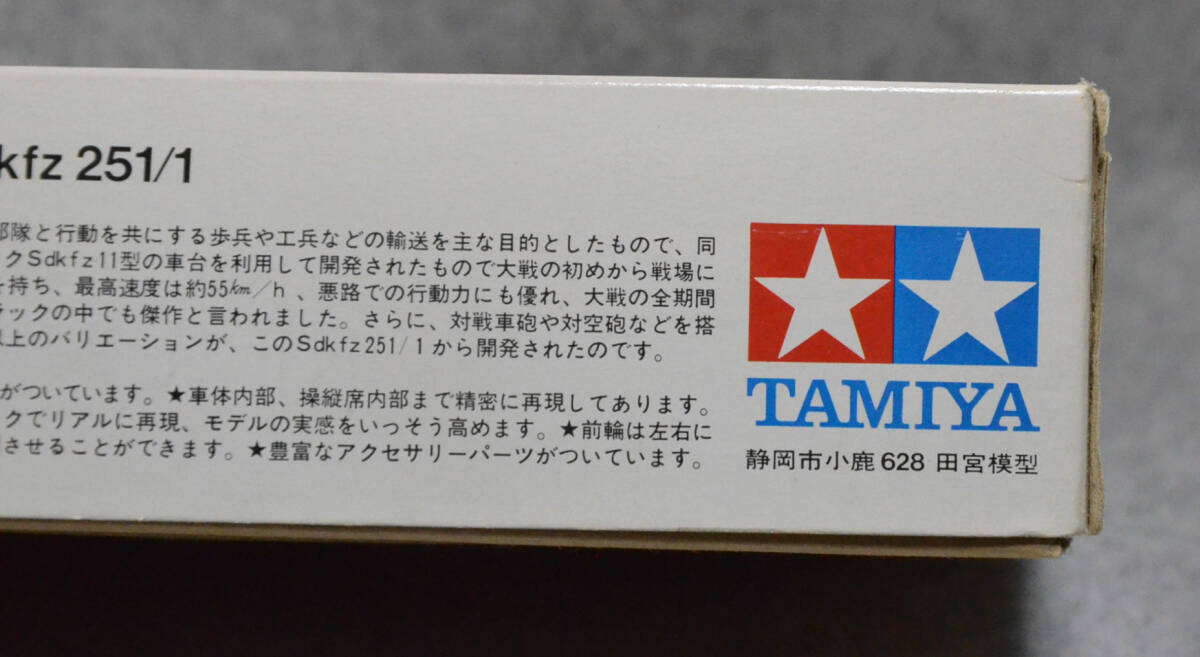 kfz 251/1
部隊と行動を共にする歩兵や工兵などの輸送を主な目的としたもので、同
クSdkfz11型の車台を利用して開発されたもので大戦の初めから戦場に
を持ち、最高速度は約55km/h、悪路での行動力にも優れ、大戦の全期間
ラックの中でも傑作と言われました。さらに、対戦車砲や対空砲などを搭
以上のバリエーションが、このSdkfz251/1から開発されたのです。
がついています。★車体内部、操縦席内部まで精密に再現してあります。
クでリアルに再現、モデルの実感をいっそう高めます。★前輪は左右に
させることができます。★豊富なアクセサリーパーツがついています。
TAMIYA
静岡市小鹿628 田宮模型